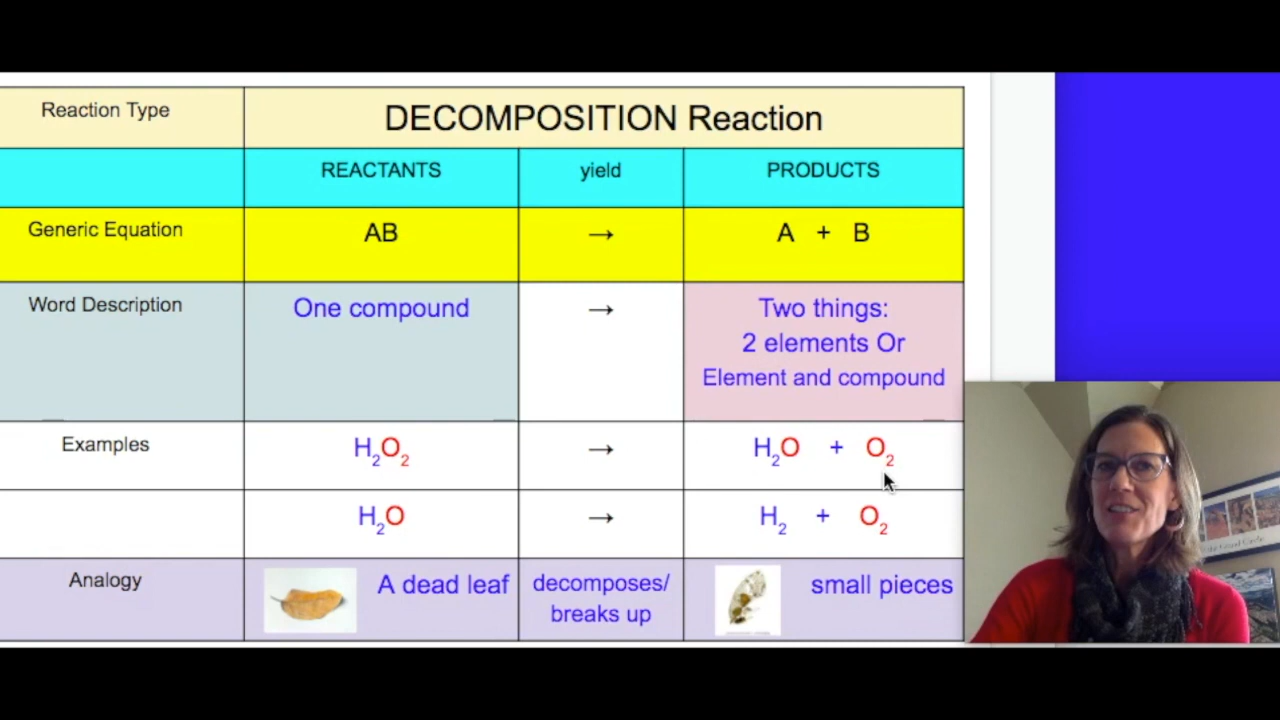 Reaction Type
DECOMPOSITION Reaction
REACTANTS
yield
PRODUCTS
Generic Equation
AB
→
A + B
Word Description
One compound
→
Two things:
2 elements Or
Element and compound
Examples
H₂O₂
→
H₂O + O₂
H₂O
→
H₂ + O₂
Analogy
A dead leaf
decomposes/
breaks up
small pieces